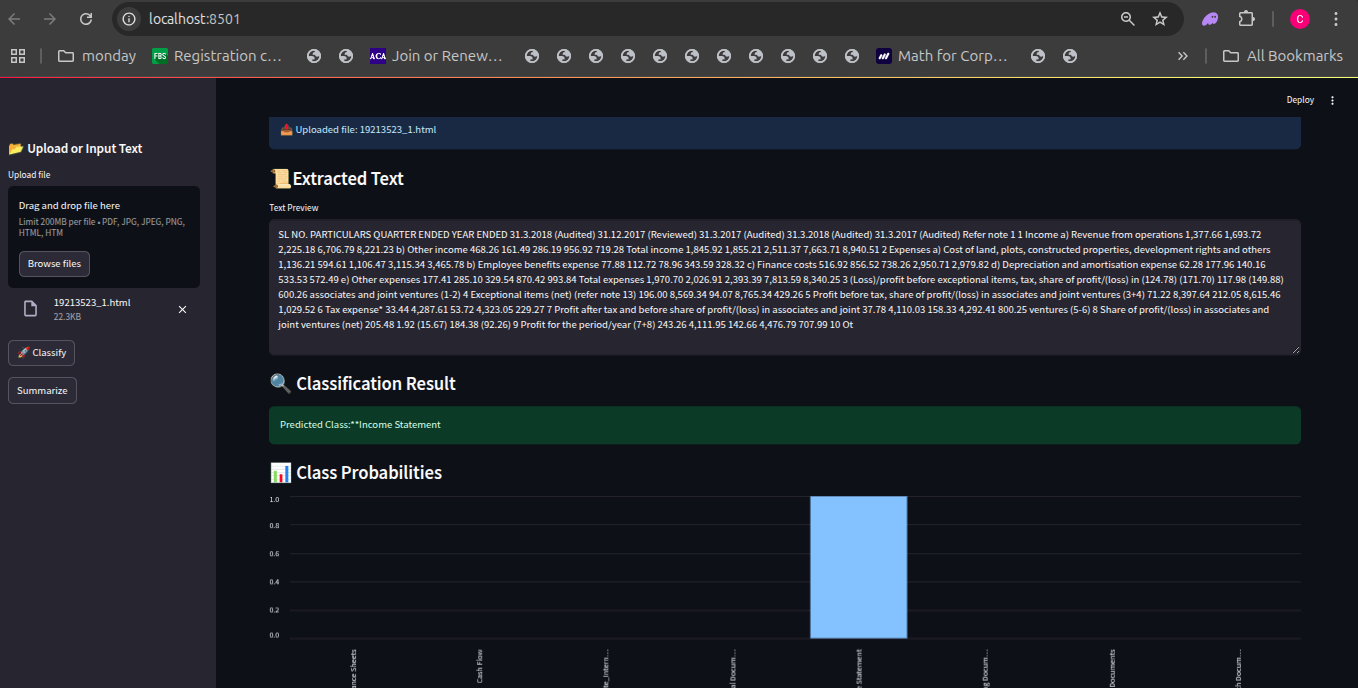 localhost:8501
C
monday
FBS Registration c...
ACA Join or Renew...
Math for Corp...
»
All Bookmarks
Deploy
📂 Upload or Input Text
Upload file
Drag and drop file here
Limit 200MB per file • PDF, JPG, JPEG, PNG,
HTML, HTM
Browse files
19213523_1.html
22.3KB
🚀 Classify
Summarize
📤 Uploaded file: 19213523_1.html
📜Extracted Text
Text Preview
SL NO. PARTICULARS QUARTER ENDED YEAR ENDED 31.3.2018 (Audited) 31.12.2017 (Reviewed) 31.3.2017 (Audited) 31.3.2018 (Audited) 31.3.2017 (Audited) Refer note 1 1 Income a) Revenue from operations 1,377.66 1,693.72
2,225.18 6,706.79 8,221.23 b) Other income 468.26 161.49 286.19 956.92 719.28 Total income 1,845.92 1,855.21 2,511.37 7,663.71 8,940.51 2 Expenses a) Cost of land, plots, constructed properties, development rights and others
1,136.21 594.61 1,106.47 3,115.34 3,465.78 b) Employee benefits expense 77.88 112.72 78.96 343.59 328.32 c) Finance costs 516.92 856.52 738.26 2,950.71 2,979.82 d) Depreciation and amortisation expense 62.28 177.96 140.16
533.53 572.49 e) Other expenses 177.41 285.10 329.54 870.42 993.84 Total expenses 1,970.70 2,026.91 2,393.39 7,813.59 8,340.25 3 (Loss)/profit before exceptional items, tax, share of profit/(loss) in (124.78) (171.70) 117.98 (149.88)
600.26 associates and joint ventures (1-2) 4 Exceptional items (net) (refer note 13) 196.00 8,569.34 94.07 8,765.34 429.26 5 Profit before tax, share of profit/(loss) in associates and joint ventures (3+4) 71.22 8,397.64 212.05 8,615.46
1,029.52 6 Tax expense* 33.44 4,287.61 53.72 4,323.05 229.27 7 Profit after tax and before share of profit/(loss) in associates and joint 37.78 4,110.03 158.33 4,292.41 800.25 ventures (5-6) 8 Share of profit/(loss) in associates and
joint ventures (net) 205.48 1.92 (15.67) 184.38 (92.26) 9 Profit for the period/year (7+8) 243.26 4,111.95 142.66 4,476.79 707.99 10 Ot
🔍 Classification Result
Predicted Class:**Income Statement
📊 Class Probabilities
1.0
0.8
0.6
0.4
0.2
0.0
ance Sheets
Cash Flow
te_Intern...
al Docum...
e Statement
g Docum...
Documents
h Docum...